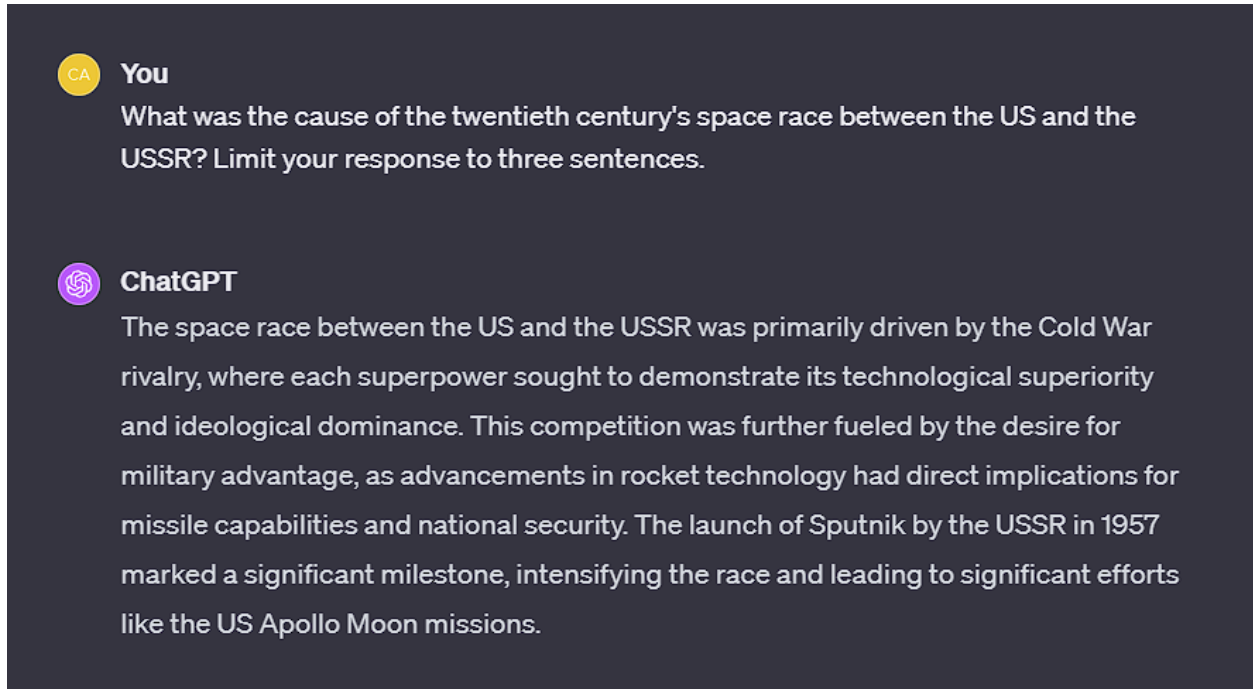 CA
You
What was the cause of the twentieth century's space race between the US and the
USSR? Limit your response to three sentences.
ChatGPT
The space race between the US and the USSR was primarily driven by the Cold War
rivalry, where each superpower sought to demonstrate its technological superiority
and ideological dominance. This competition was further fueled by the desire for
military advantage, as advancements in rocket technology had direct implications for
missile capabilities and national security. The launch of Sputnik by the USSR in 1957
marked a significant milestone, intensifying the race and leading to significant efforts
like the US Apollo Moon missions.